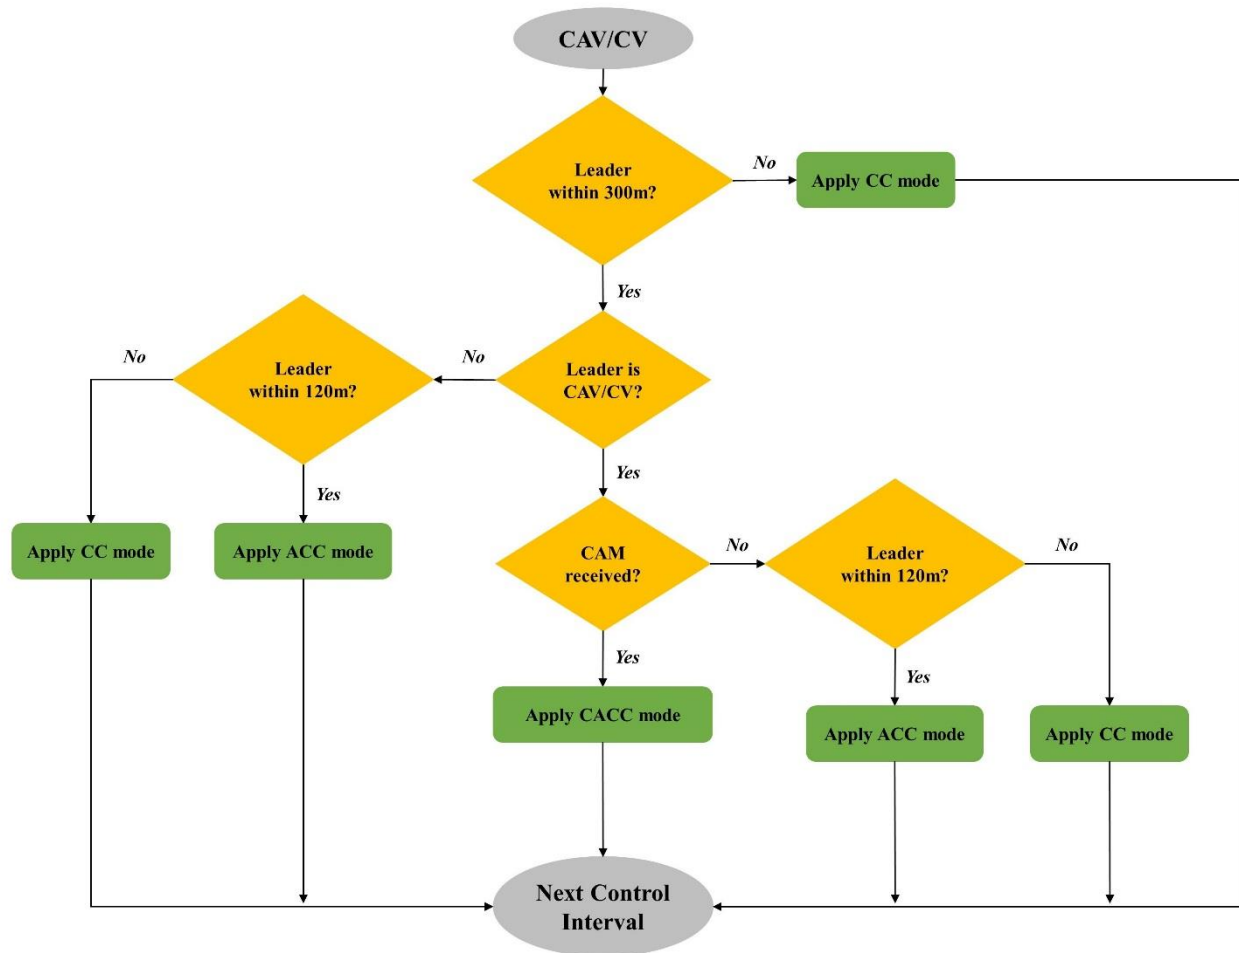 CAV/CV
Leader
within 300m?
No
Apply CC mode
Yes
No
Leader
within 120m?
No
Leader is
CAV/CV?
Yes
Yes
Apply CC mode
Apply ACC mode
CAM
received?
No
Leader
within 120m?
No
Yes
Yes
Apply CACC mode
Apply ACC mode
Apply CC mode
Next Control
Interval